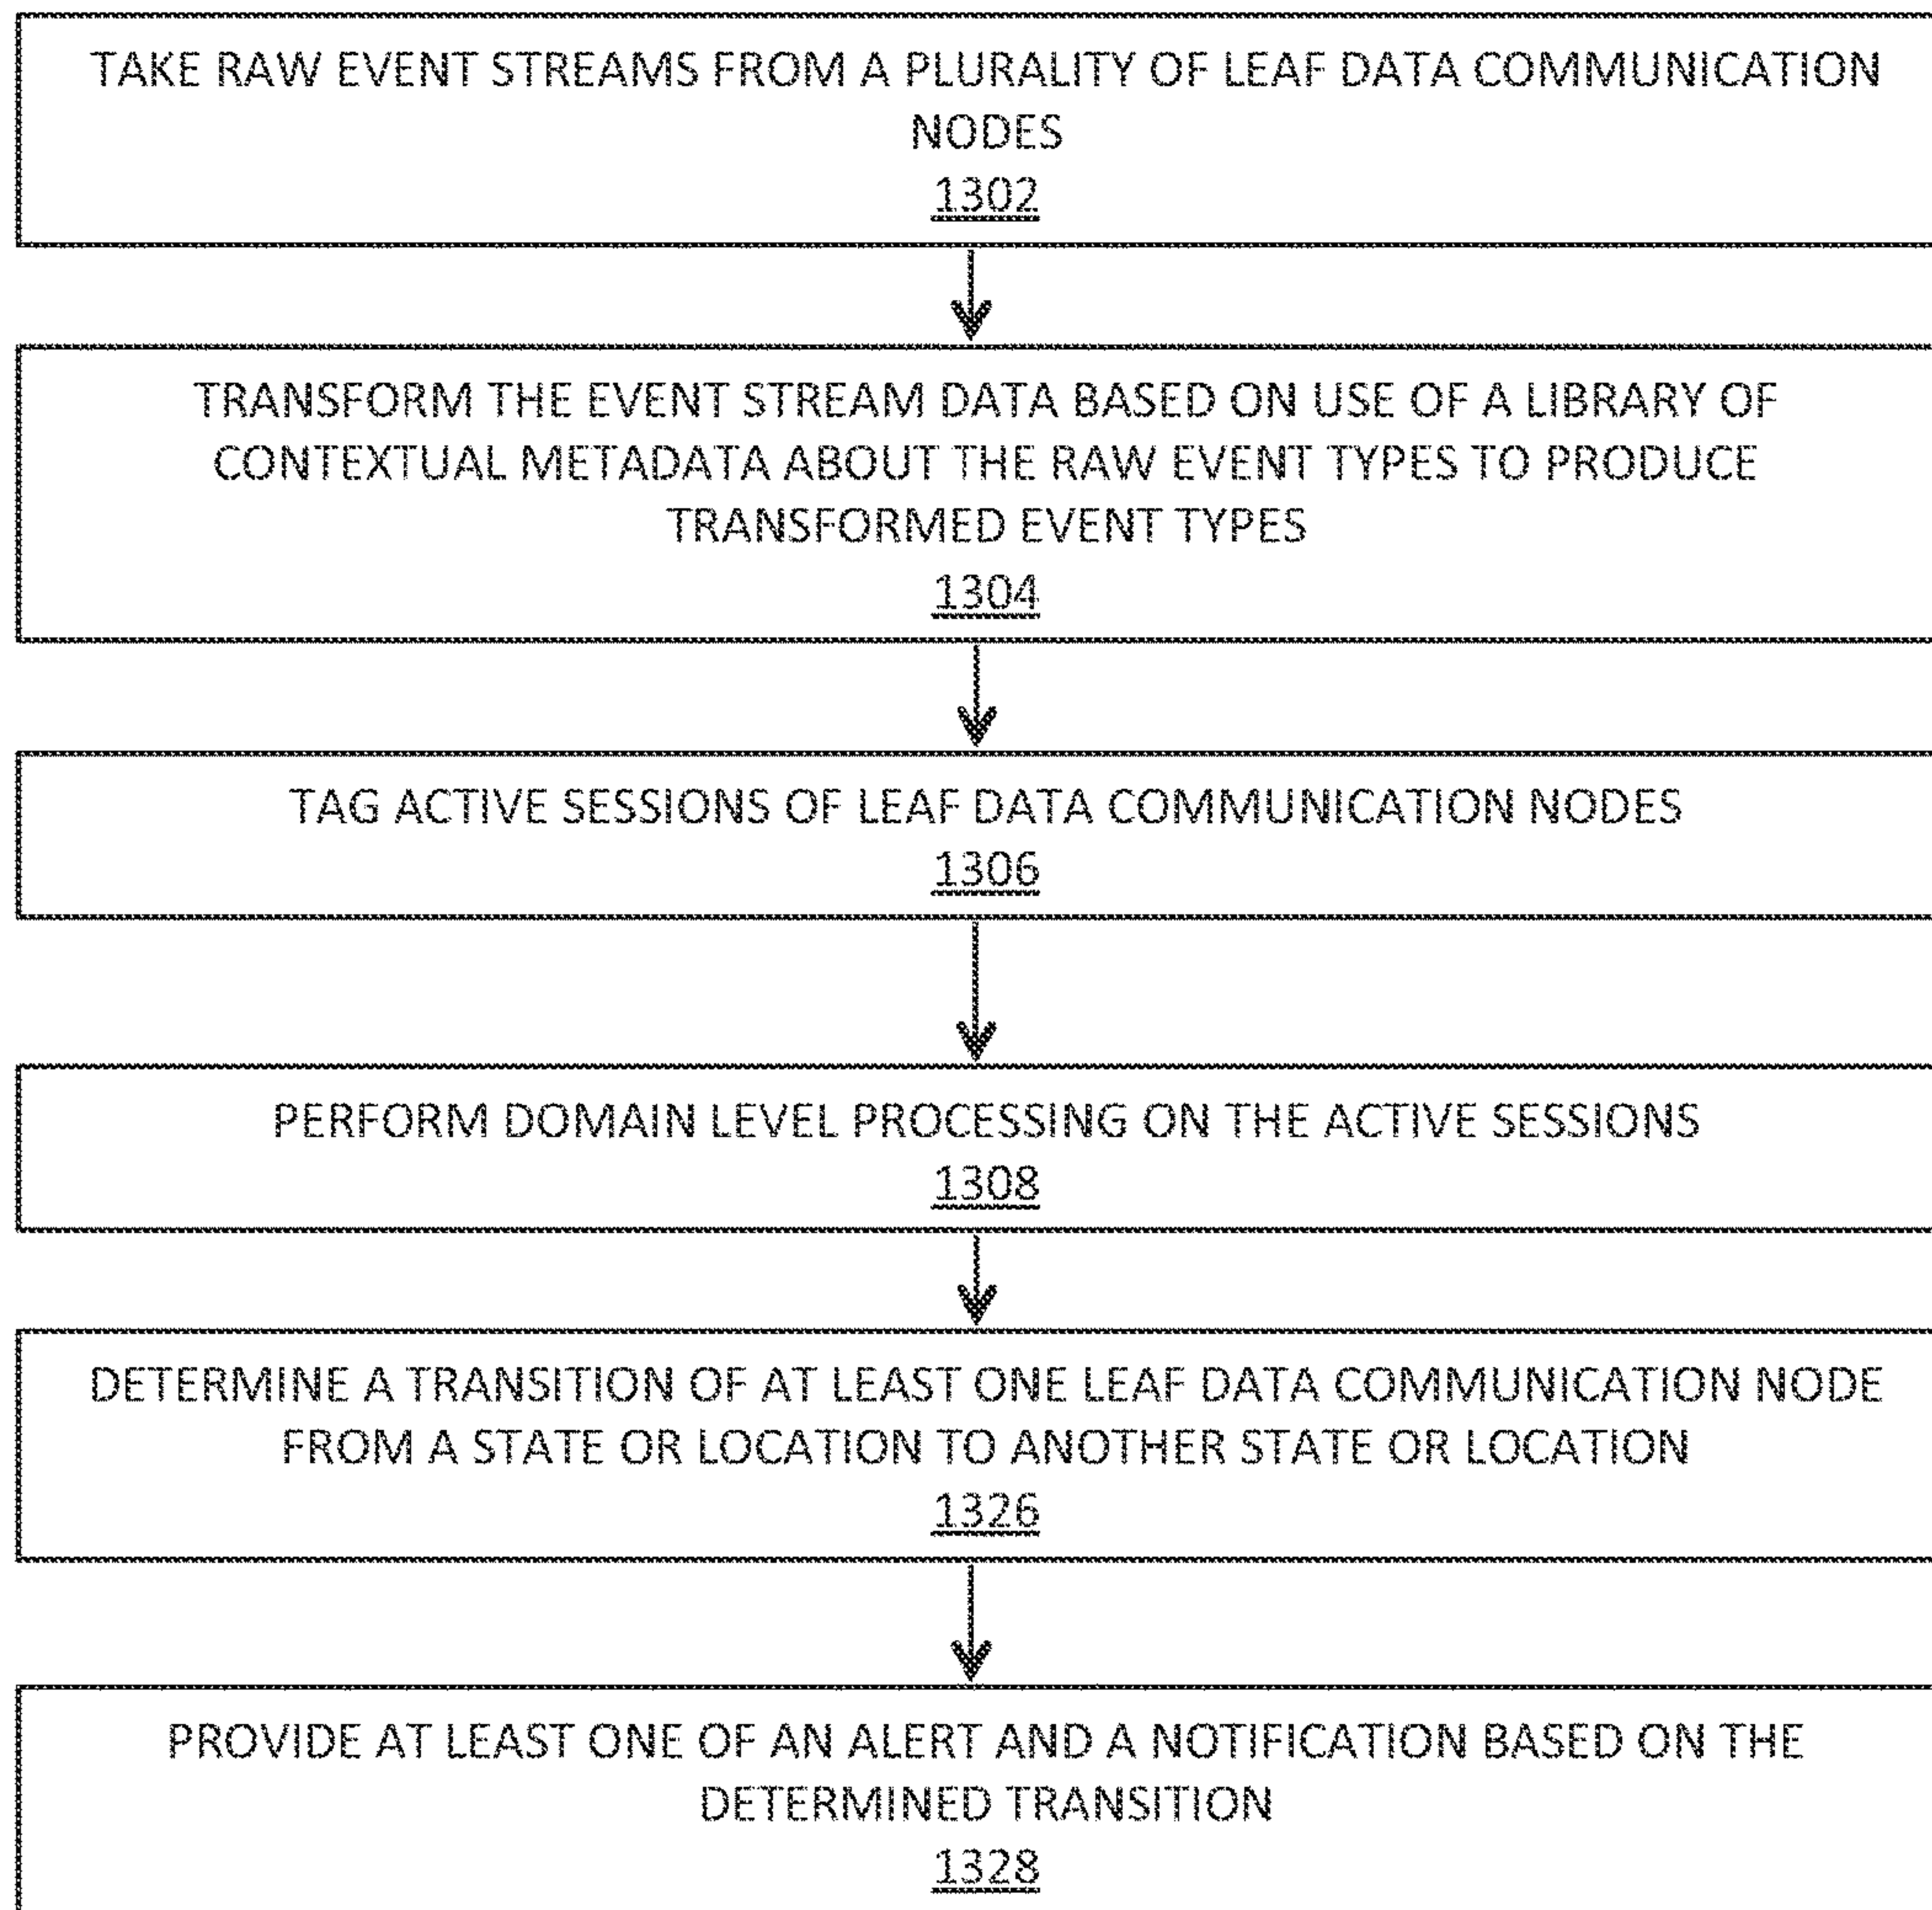 TAKE RAW EVENT STREAMS FROM A PLURALITY OF LEAF DATA COMMUNICATION
NODES
1302
TRANSFORM THE EVENT STREAM DATA BASED ON USE OF A LIBRARY OF
CONTEXTUAL METADATA ABOUT THE RAW EVENT TYPES TO PRODUCE
TRANSFORMED EVENT TYPES
1304
TAG ACTIVE SESSIONS OF LEAF DATA COMMUNICATION NODES
1306
PERFORM DOMAIN LEVEL PROCESSING ON THE ACTIVE SESSIONS
1308
DETERMINE A TRANSITION OF AT LEAST ONE LEAF DATA COMMUNICATION NODE
FROM A STATE OR LOCATION TO ANOTHER STATE OR LOCATION
1326
PROVIDE AT LEAST ONE OF AN ALERT AND A NOTIFICATION BASED ON THE
DETERMINED TRANSITION
1328